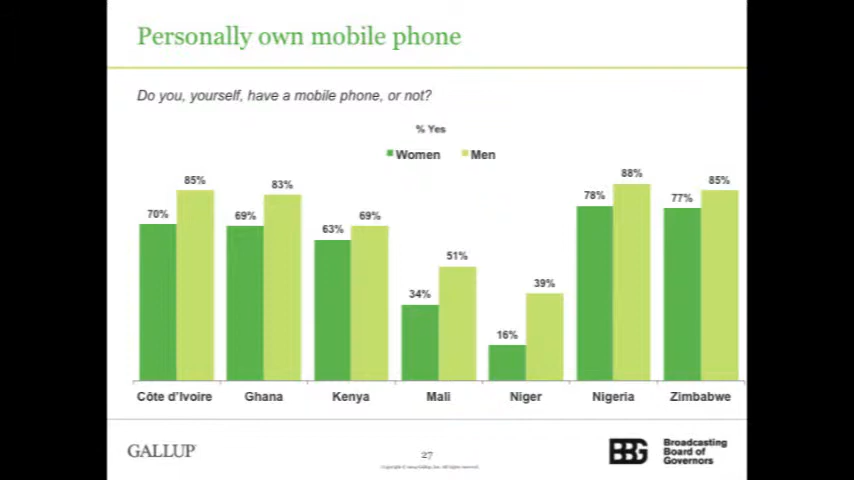 Personally own mobile phone
Do you, yourself, have a mobile phone, or not?
% Yes
Women Men
70% 85% 69% 83% 63% 69% 34% 51% 16% 39% 78% 88% 77% 85%
Côte d'Ivoire Ghana Kenya Mali Niger Nigeria Zimbabwe
GALLUP
27
BBG
Broadcasting
Board of
Governors